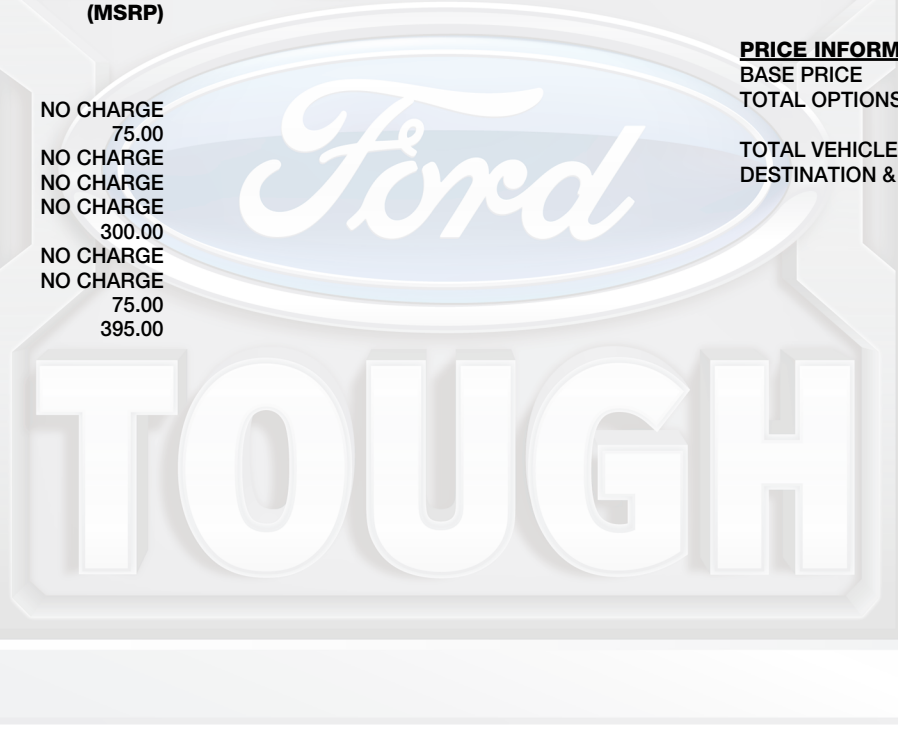 (MSRP)
NO CHARGE
75.00
NO CHARGE
NO CHARGE
NO CHARGE
300.00
NO CHARGE
NO CHARGE
75.00
395.00
PRICE INFORM
BASE PRICE
TOTAL OPTIONS
TOTAL VEHICLE
DESTINATION &
Ford
TOUGH